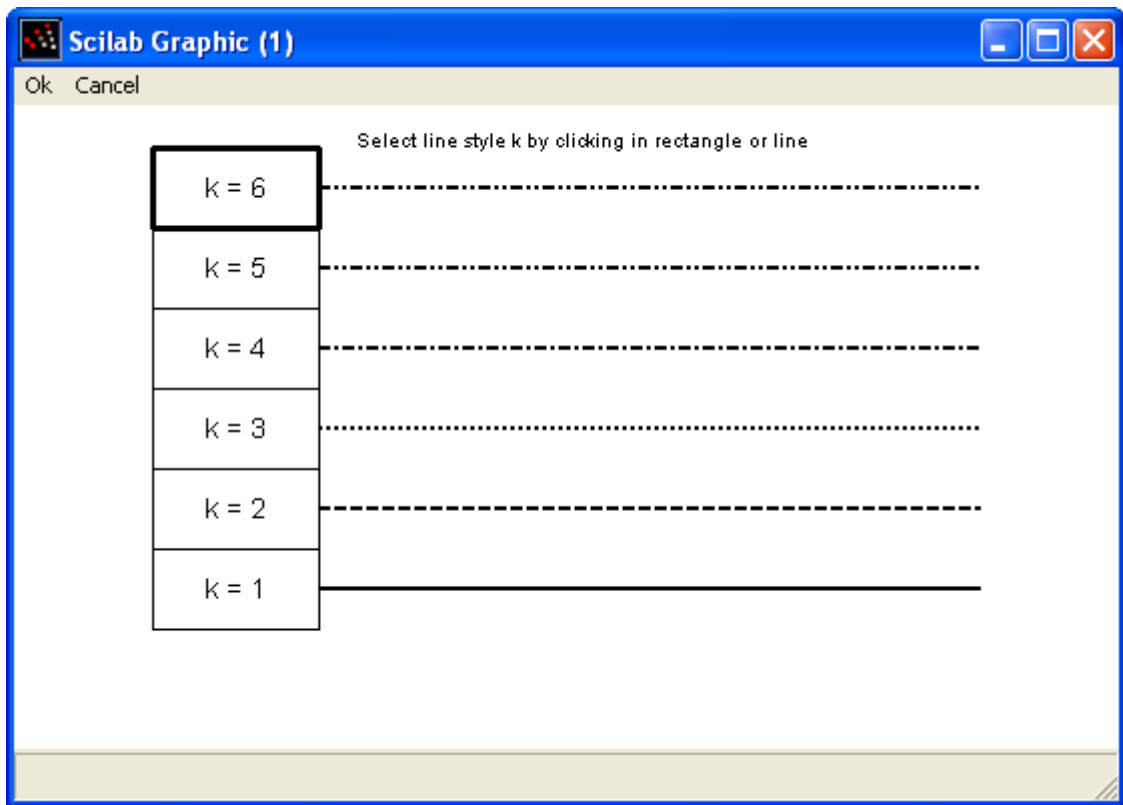 Scilab Graphic (1)
Ok Cancel
Select line style k by clicking in rectangle or line
k = 6
k = 5
k = 4
k = 3
k = 2
k = 1